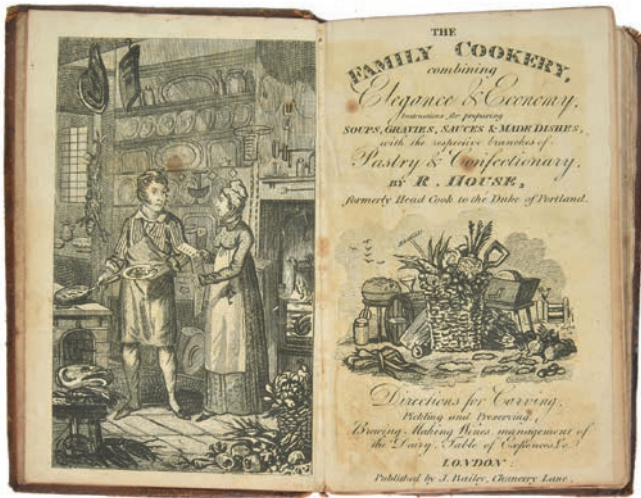 THE
FAMILY COOKERY,
combining
Elegance & Economy,
Instructions for preparing
SOUPS, GRAVIES, SAUCES & MADE DISHES,
with the respective branches of
Pastry & Confectionary,
BY R. HOUSE,
formerly Head Cook to the Duke of Portland.
Directions for Carving,
Pickling and Preserving,
Brewing, Making Wines, management of
the Dairy, Table of Expences &c.
LONDON:
Published by J. Bailey, Chancery Lane.